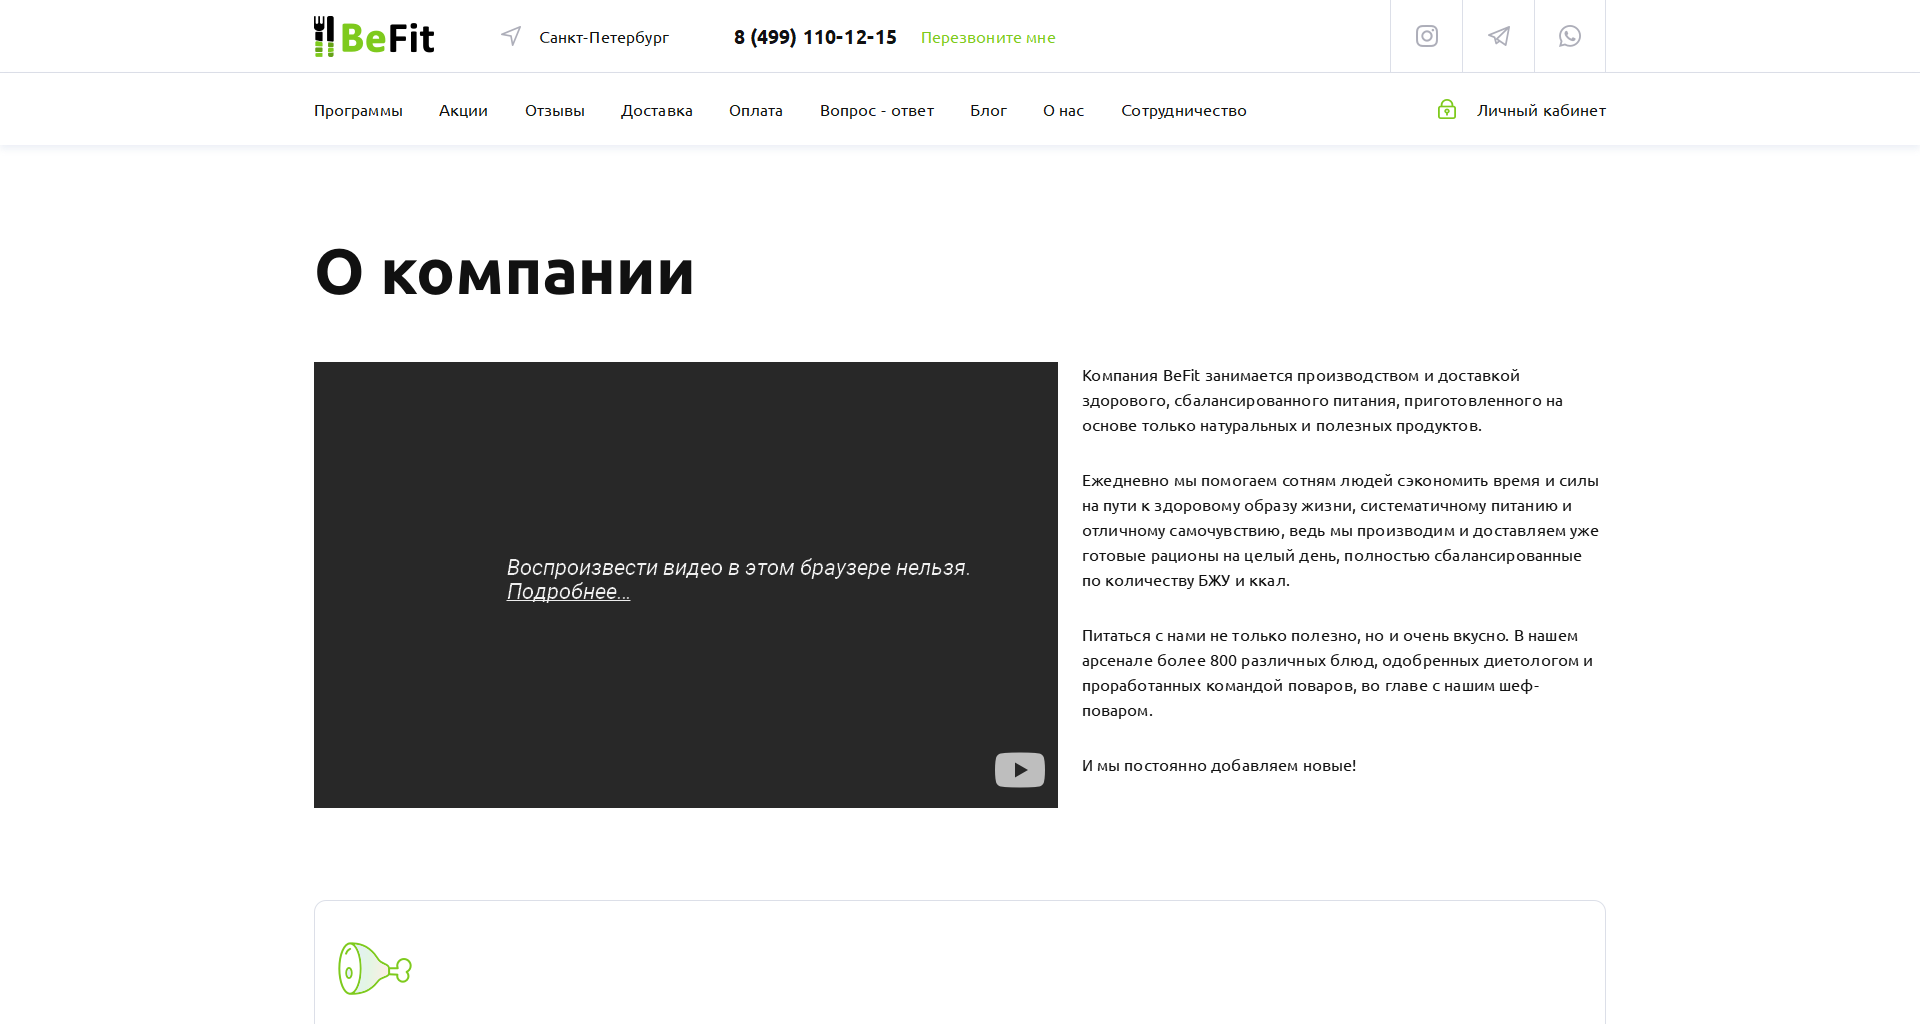 BeFit
Санкт-Петербург
8 (499) 110-12-15
Перезвоните мне
Программы
Акции
Отзывы
Доставка
Оплата
Вопрос - ответ
Блог
О нас
Сотрудничество
Личный кабинет
О компании
Воспроизвести видео в этом браузере нельзя.
Подробнее...
Компания BeFit занимается производством и доставкой
здорового, сбалансированного питания, приготовленного на
основе только натуральных и полезных продуктов.
Ежедневно мы помогаем сотням людей сэкономить время и силы
на пути к здоровому образу жизни, систематичному питанию и
отличному самочувствию, ведь мы производим и доставляем уже
готовые рационы на целый день, полностью сбалансированные
по количеству БЖУ и ккал.
Питаться с нами не только полезно, но и очень вкусно. В нашем
арсенале более 800 различных блюд, одобренных диетологом и
проработанных командой поваров, во главе с нашим шеф-
поваром.
И мы постоянно добавляем новые!